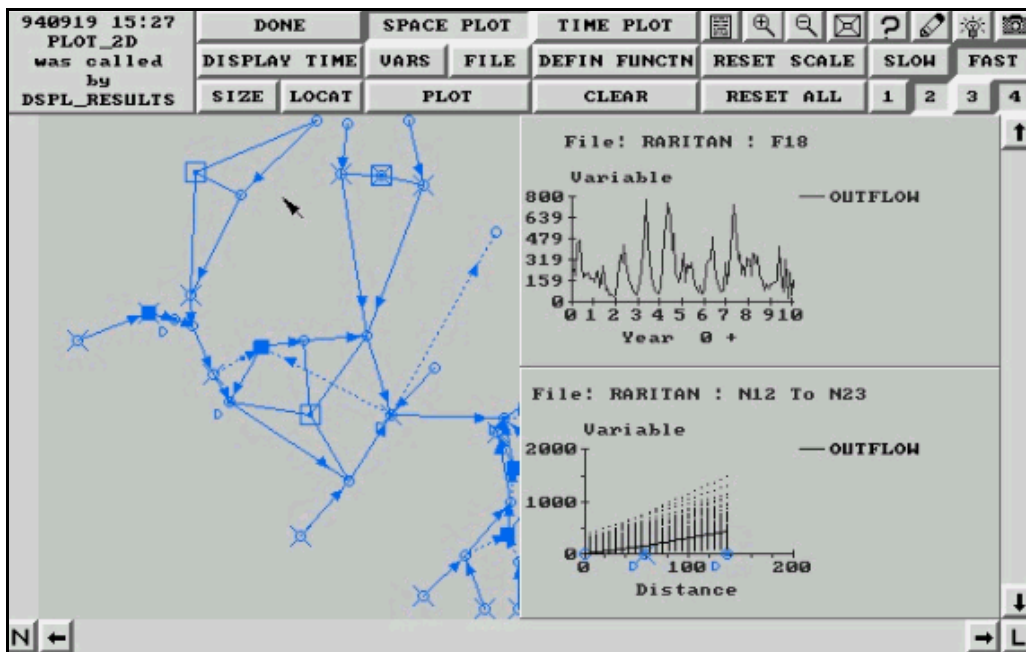 940919 15:27
PLOT_2D
was called
by
DSPL_RESULTS
DONE SPACE PLOT TIME PLOT ?
DISPLAY TIME VARS FILE DEFIN FUNCTN RESET SCALE SLOW FAST
SIZE LOCAT PLOT CLEAR RESET ALL 1 2 3 4
File: RARITAN : F18
Variable
800
639
479
319
159
0
OUTFLOW
0 1 2 3 4 5 6 7 8 9 10
Year 0 +
D
D
D
File: RARITAN : N12 To N23
Variable
2000
1000
0
OUTFLOW
D D
0 100 200
Distance
N L